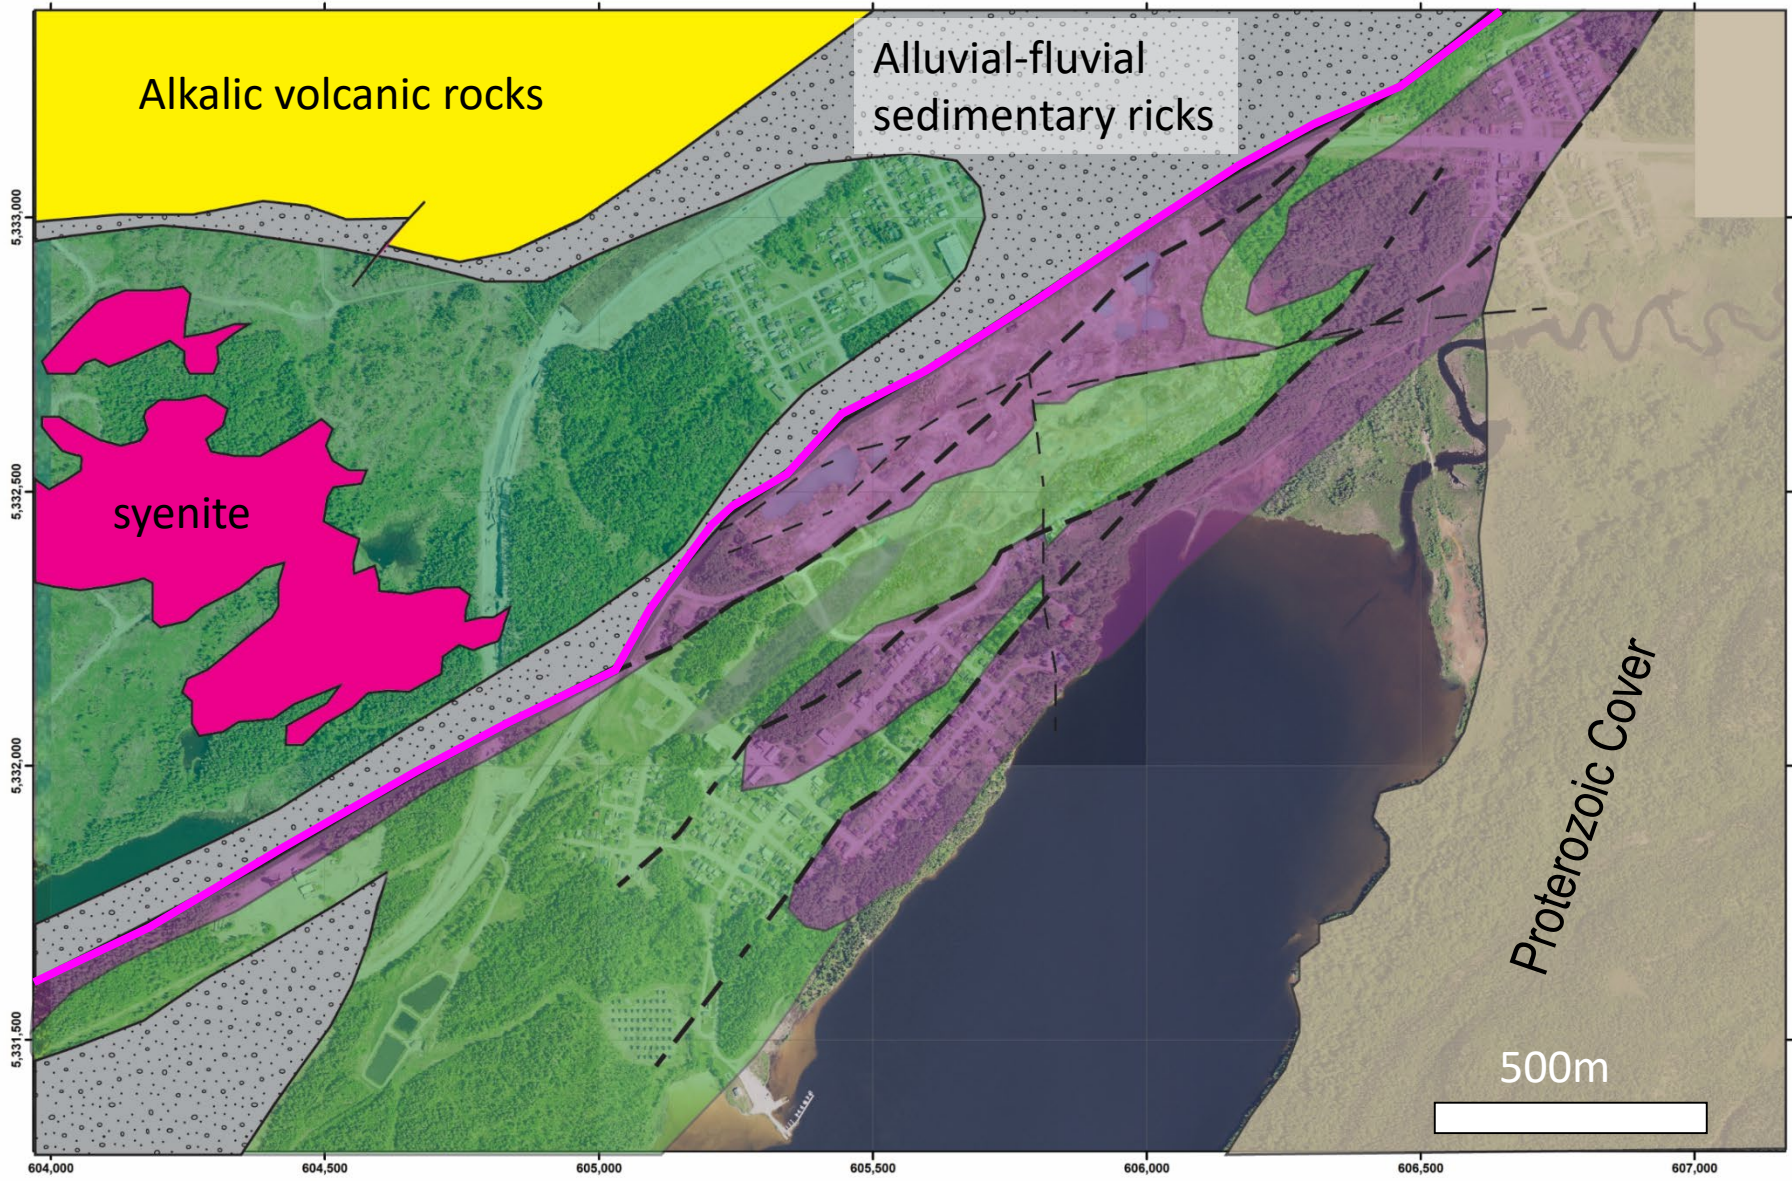 Alkalic volcanic rocks
Alluvial-fluvial
sedimentary ricks
syenite
Proterozoic Cover
500m
5,333,000
5,332,500
5,332,000
5,331,500
604,000
604,500
605,000
605,500
606,000
606,500
607,000